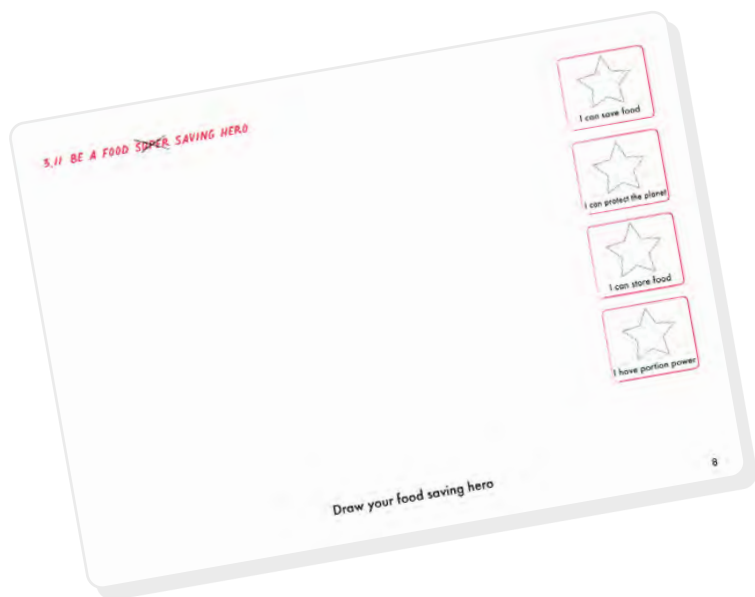 3.11 BE A FOOD SUPER SAVING HERO
I can save food
I can protect the planet
I can store food
I have portion power
Draw your food saving hero
8